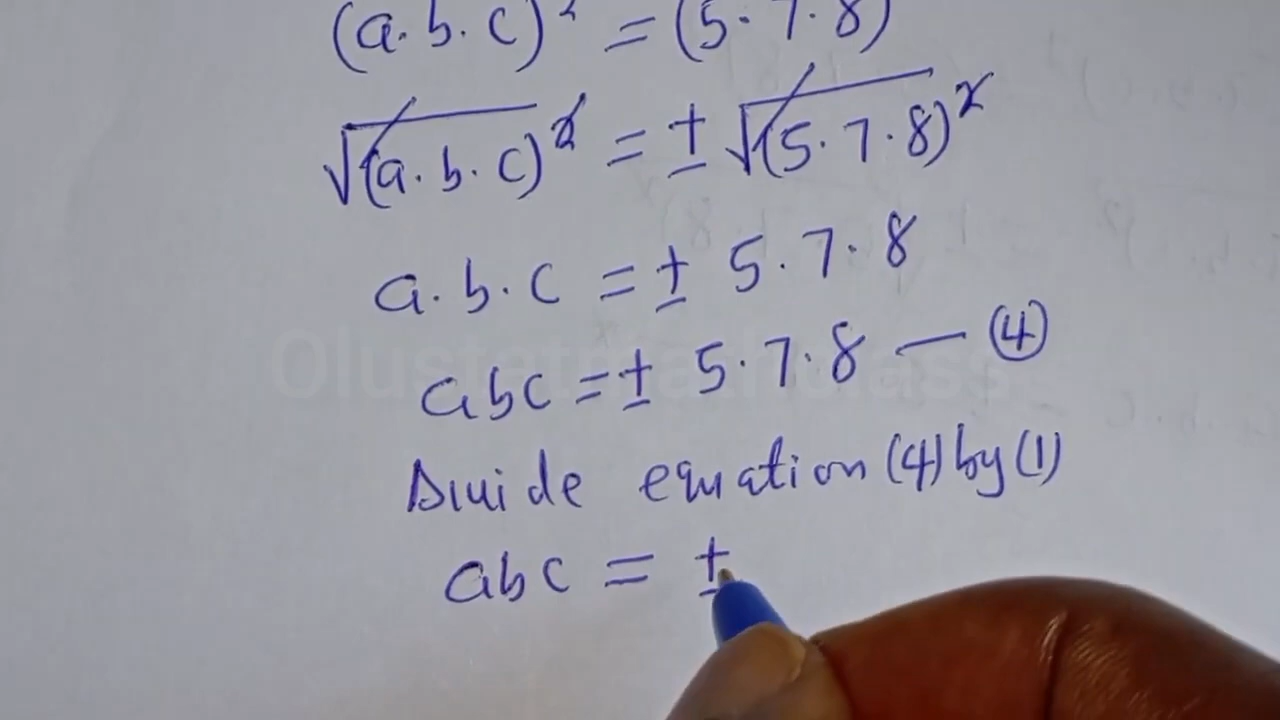 (a.b.c)² = (5.7.8)
√(a.b.c)² = ± √(5.7.8)²
a.b.c = ± 5.7.8
abc = ± 5.7.8 — (4)
Olustatmathclass
Divide equation (4) by (1)
abc = ±